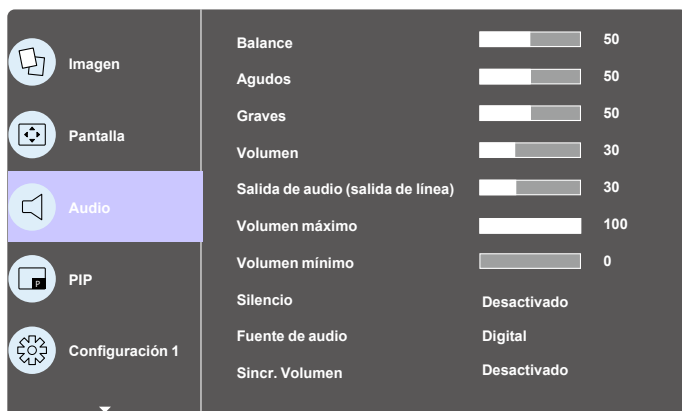 Imagen
Pantalla
Audio
PIP
P
Configuración 1
Balance 50
Agudos 50
Graves 50
Volumen 30
Salida de audio (salida de línea) 30
Volumen máximo 100
Volumen mínimo 0
Silencio Desactivado
Fuente de audio Digital
Sincr. Volumen Desactivado